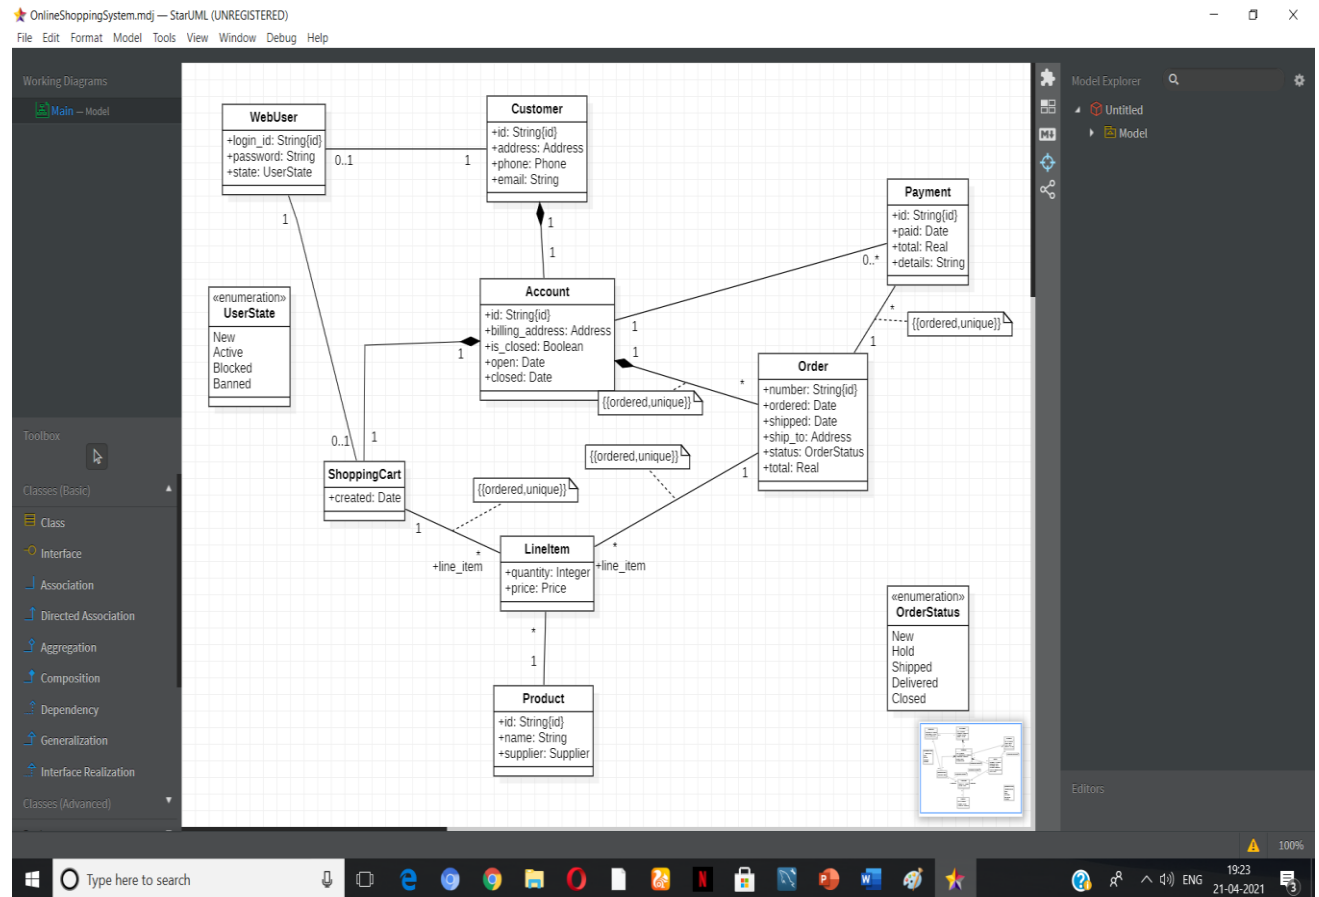 OnlineShoppingSystem.mdj — StarUML (UNREGISTERED)
File Edit Format Model Tools View Window Debug Help
Working Diagrams
Main — Model
Toolbox
Classes (Basic)
Class
Interface
Association
Directed Association
Aggregation
Composition
Dependency
Generalization
Interface Realization
Classes (Advanced)
WebUser
+login_id: String{id}
+password: String
+state: UserState
0..1
1
Customer
+id: String{id}
+address: Address
+phone: Phone
+email: String
1
1
1
Payment
+id: String{id}
+paid: Date
+total: Real
+details: String
0..*
*
{{ordered,unique}}
1
«enumeration»
UserState
New
Active
Blocked
Banned
Account
+id: String{id}
+billing_address: Address
+is_closed: Boolean
+open: Date
+closed: Date
1
1
1
*
{{ordered,unique}}
Order
+number: String{id}
+ordered: Date
+shipped: Date
+ship_to: Address
+status: OrderStatus
+total: Real
0..1
1
{{ordered,unique}}
1
ShoppingCart
+created: Date
{{ordered,unique}}
1
*
+line_item
LineItem
+quantity: Integer
+price: Price
*
+line_item
*
1
Product
+id: String{id}
+name: String
+supplier: Supplier
«enumeration»
OrderStatus
New
Hold
Shipped
Delivered
Closed
M↓
Model Explorer
Untitled
Model
Editors
100%
Type here to search
ENG
19:23
21-04-2021
3